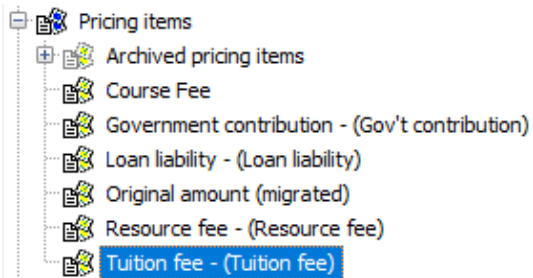 Pricing items
Archived pricing items
Course Fee
Government contribution - (Gov't contribution)
Loan liability - (Loan liability)
Original amount (migrated)
Resource fee - (Resource fee)
Tuition fee - (Tuition fee)